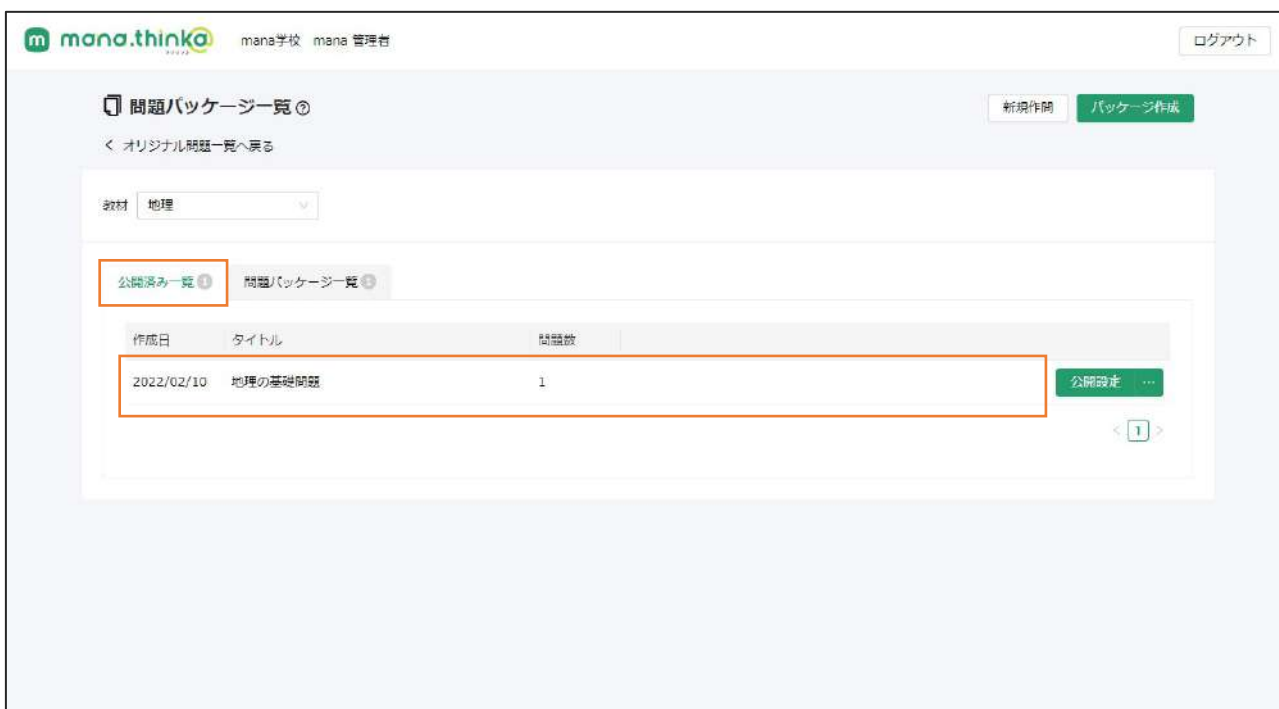 m mana.think@ mana学校 mana 管理者 ログアウト
問題パッケージ一覧 新規作問 パッケージ作成
< オリジナル問題一覧へ戻る
教材 地理
公開済み一覧 問題パッケージ一覧
作成日 タイトル 問題数
2022/02/10 地理の基礎問題 1 公開設定 …
< 1 >